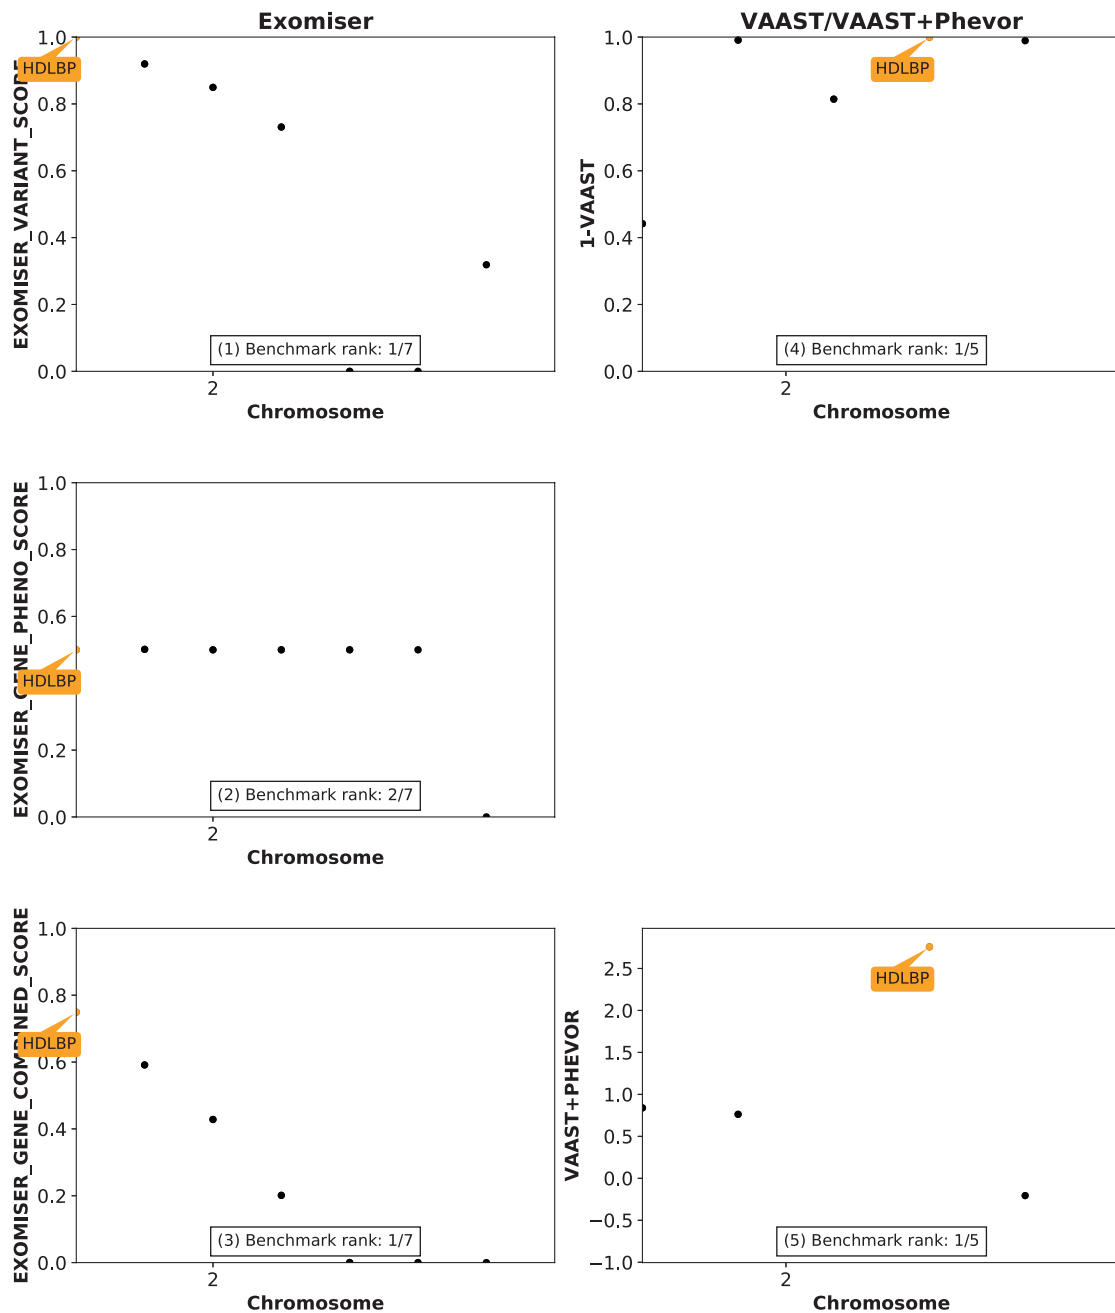 Exomiser
VAAST/VAAST+Phevor
EXOMISER_VARIANT_SCORE
1.0
0.8
0.6
0.4
0.2
0.0
HDLBP
(1) Benchmark rank: 1/7
2
Chromosome
1-VAAST
1.0
0.8
0.6
0.4
0.2
0.0
HDLBP
(4) Benchmark rank: 1/5
2
Chromosome
EXOMISER_GENE_PHENO_SCORE
1.0
0.8
0.6
0.2
0.0
HDLBP
(2) Benchmark rank: 2/7
2
Chromosome
EXOMISER_GENE_COMBINED_SCORE
1.0
0.8
0.6
0.4
0.2
0.0
HDLBP
(3) Benchmark rank: 1/7
2
Chromosome
VAAST+PHEVOR
2.5
2.0
1.5
1.0
0.5
0.0
−0.5
−1.0
HDLBP
(5) Benchmark rank: 1/5
2
Chromosome